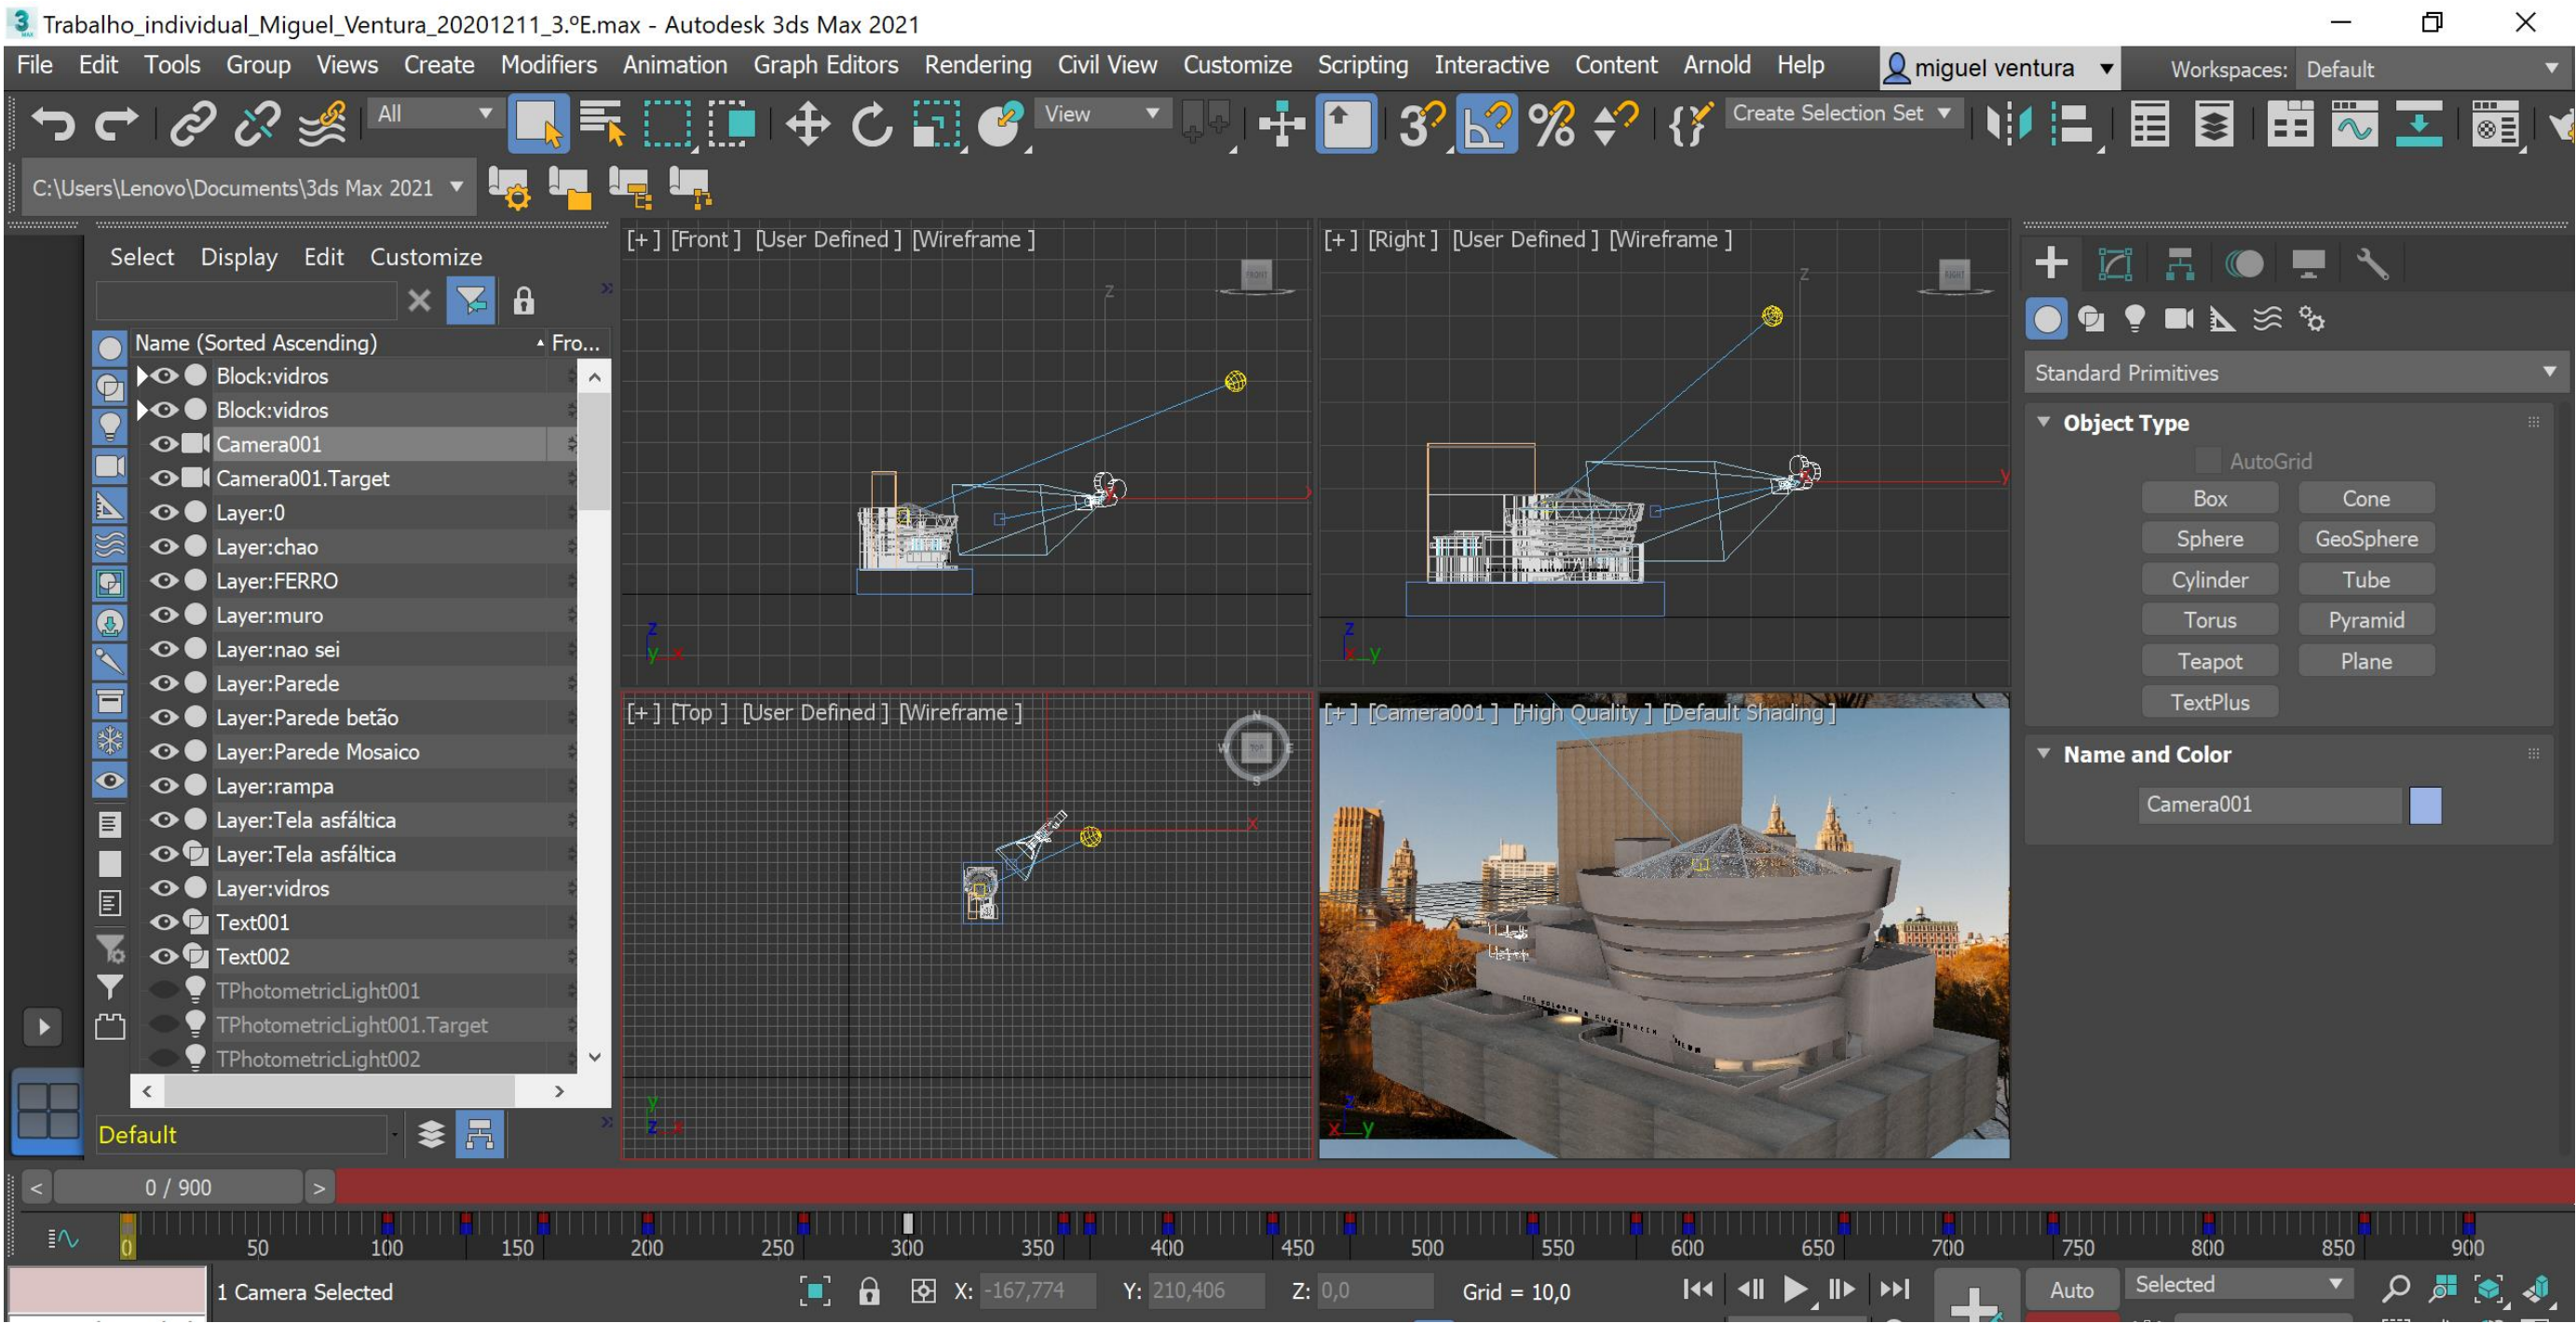 Trabalho_individual_Miguel_Ventura_20201211_3.ºE.max - Autodesk 3ds Max 2021
File Edit Tools Group Views Create Modifiers Animation Graph Editors Rendering Civil View Customize Scripting Interactive Content Arnold Help miguel ventura Workspaces: Default
All View Create Selection Set
C:\Users\Lenovo\Documents\3ds Max 2021
Select Display Edit Customize
Name (Sorted Ascending) Fro...
Block:vidros
Block:vidros
Camera001
Camera001.Target
Layer:0
Layer:chao
Layer:FERRO
Layer:muro
Layer:nao sei
Layer:Parede
Layer:Parede betão
Layer:Parede Mosaico
Layer:rampa
Layer:Tela asfáltica
Layer:Tela asfáltica
Layer:vidros
Text001
Text002
TPhotometricLight001
TPhotometricLight001.Target
TPhotometricLight002
Default
[+] [Front] [User Defined] [Wireframe]
FRONT
z
z
y x
[+] [Right] [User Defined] [Wireframe]
RIGHT
z
y
z
x y
[+] [Top] [User Defined] [Wireframe]
N
W TOP E
S
x
y
z x
[+] [Camera001] [High Quality] [Default Shading]
z
x y
Standard Primitives
Object Type
AutoGrid
Box Cone
Sphere GeoSphere
Cylinder Tube
Torus Pyramid
Teapot Plane
TextPlus
Name and Color
Camera001
< 0 / 900 >
0 50 100 150 200 250 300 350 400 450 500 550 600 650 700 750 800 850 900
1 Camera Selected X: -167,774 Y: 210,406 Z: 0,0 Grid = 10,0 Auto Selected